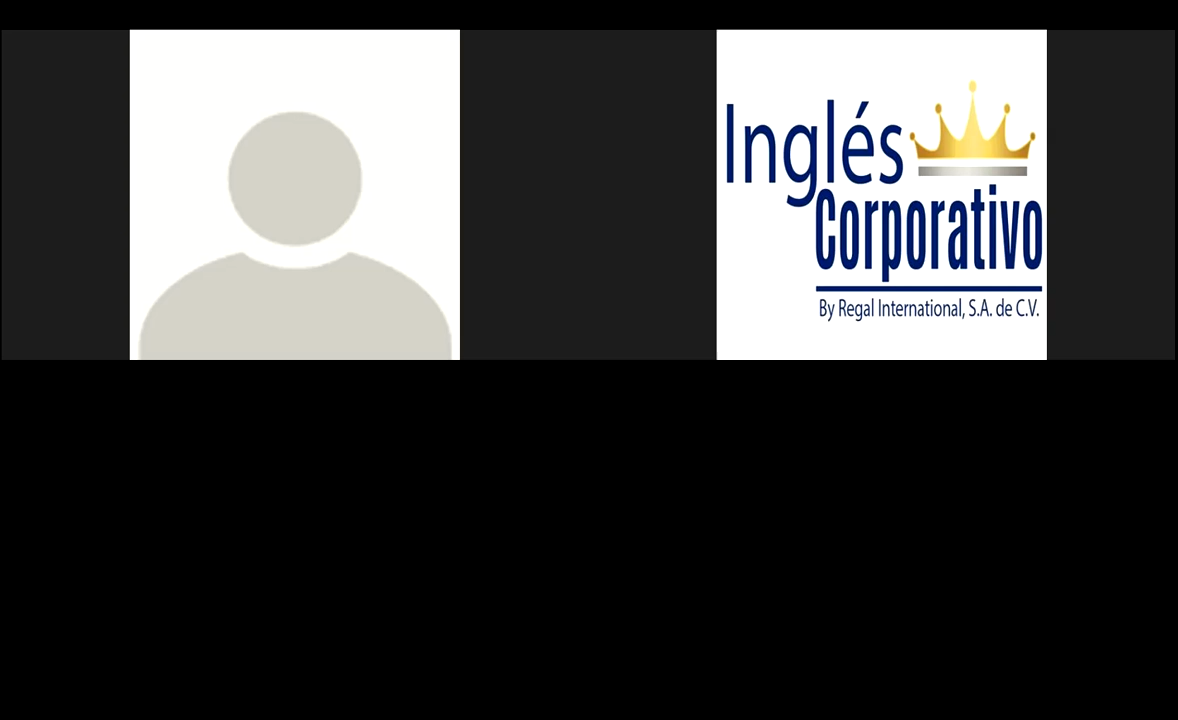 Inglés
Corporativo
By Regal International, S.A. de C.V.